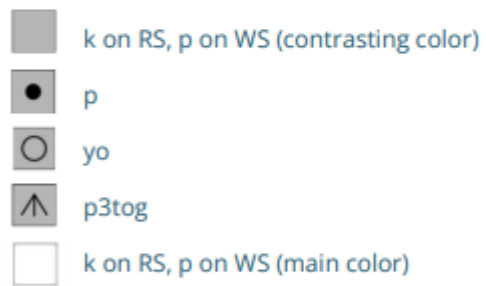 k on RS, p on WS (contrasting color)
p
yo
p3tog
k on RS, p on WS (main color)